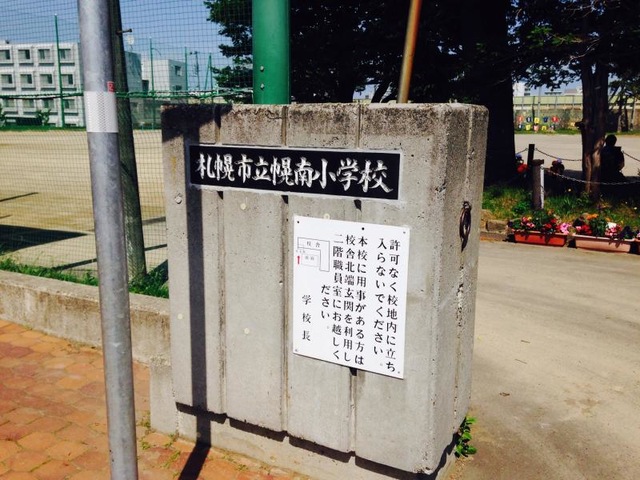 札幌市立幌南小学校
許可なく校地内に立ち
入らないでください。
本校に用事がある方は
校舎北端玄関を利用し
二階職員室にお越しく
ださい。
学校長
校舎